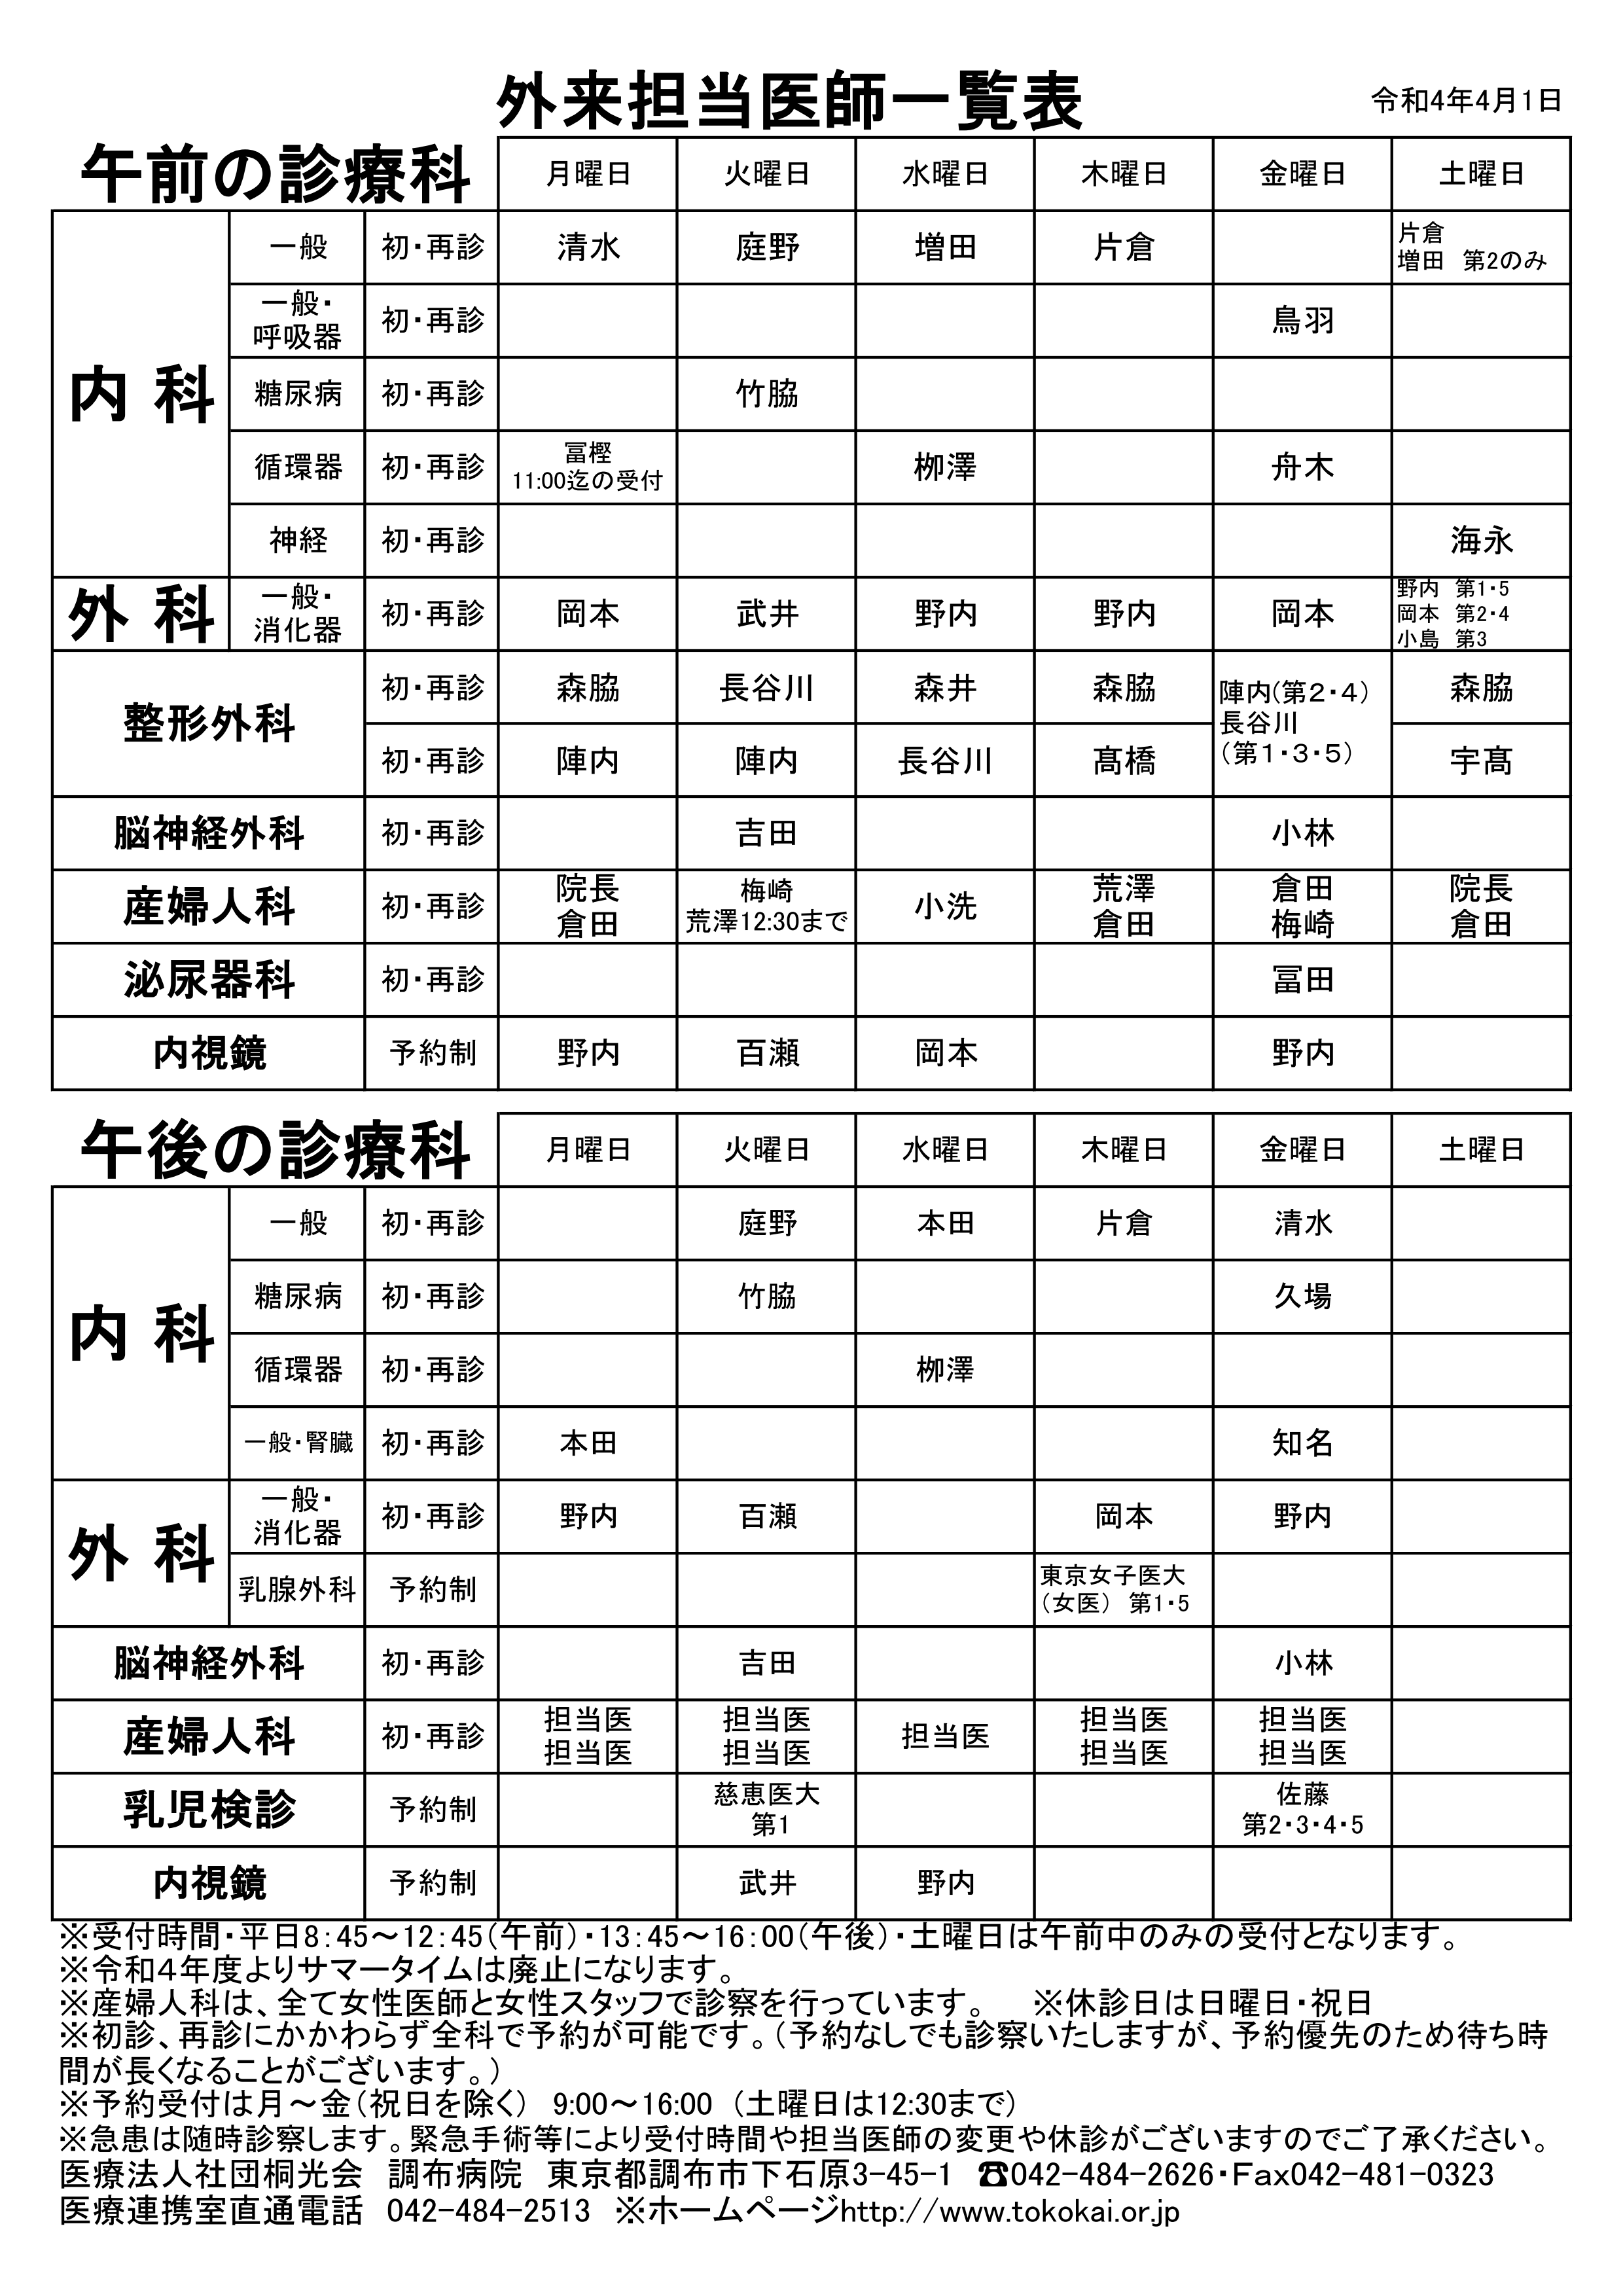 外来担当医師一覧表
令和4年4月1日
午前の診療科 月曜日 火曜日 水曜日 木曜日 金曜日 土曜日
内 科
一般 初・再診 清水 庭野 増田 片倉
片倉
増田 第2のみ
一般・
呼吸器 初・再診 鳥羽
糖尿病 初・再診 竹脇
循環器 初・再診
冨樫
11:00迄の受付
栁澤 舟木
神経 初・再診 海永
外 科
一般・
消化器 初・再診 岡本 武井 野内 野内 岡本
野内 第1・5
岡本 第2・4
小島 第3
整形外科
初・再診 森脇 長谷川 森井 森脇
陣内(第2・4)
長谷川
(第1・3・5)
森脇
初・再診 陣内 陣内 長谷川 髙橋 宇髙
脳神経外科 初・再診 吉田 小林
産婦人科 初・再診
院長
倉田
梅崎
荒澤12:30まで
小洗
荒澤
倉田
倉田
梅崎
院長
倉田
泌尿器科 初・再診 冨田
内視鏡 予約制 野内 百瀬 岡本 野内
午後の診療科 月曜日 火曜日 水曜日 木曜日 金曜日 土曜日
内 科
一般 初・再診 庭野 本田 片倉 清水
糖尿病 初・再診 竹脇 久場
循環器 初・再診 栁澤
一般・腎臓 初・再診 本田 知名
外 科
一般・
消化器 初・再診 野内 百瀬 岡本 野内
乳腺外科 予約制
東京女子医大
(女医) 第1・5
脳神経外科 初・再診 吉田 小林
産婦人科 初・再診
担当医
担当医
担当医
担当医
担当医
担当医
担当医
担当医
担当医
乳児検診 予約制
慈恵医大
第1
佐藤
第2・3・4・5
内視鏡 予約制 武井 野内
※受付時間・平日8:45～12:45(午前)・13:45～16:00(午後)・土曜日は午前中のみの受付となります。
※令和4年度よりサマータイムは廃止になります。
※産婦人科は、全て女性医師と女性スタッフで診察を行っています。 ※休診日は日曜日・祝日
※初診、再診にかかわらず全科で予約が可能です。(予約なしでも診察いたしますが、予約優先のため待ち時
間が長くなることがございます。)
※予約受付は月～金(祝日を除く) 9:00～16:00 (土曜日は12:30まで)
※急患は随時診察します。緊急手術等により受付時間や担当医師の変更や休診がございますのでご了承ください。
医療法人社団桐光会 調布病院 東京都調布市下石原3-45-1 ☎042-484-2626・Fax042-481-0323
医療連携室直通電話 042-484-2513 ※ホームページhttp://www.tokokai.or.jp